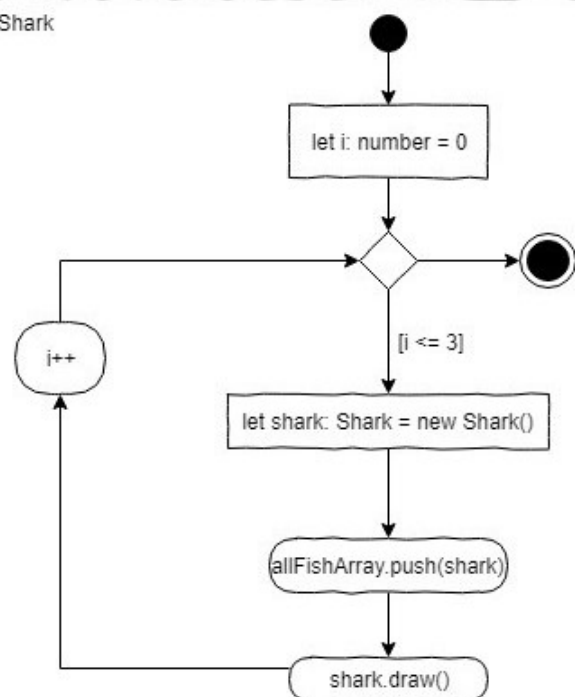 Shark
let i: number = 0
[i <= 3]
i++
let shark: Shark = new Shark()
allFishArray.push(shark)
shark.draw()